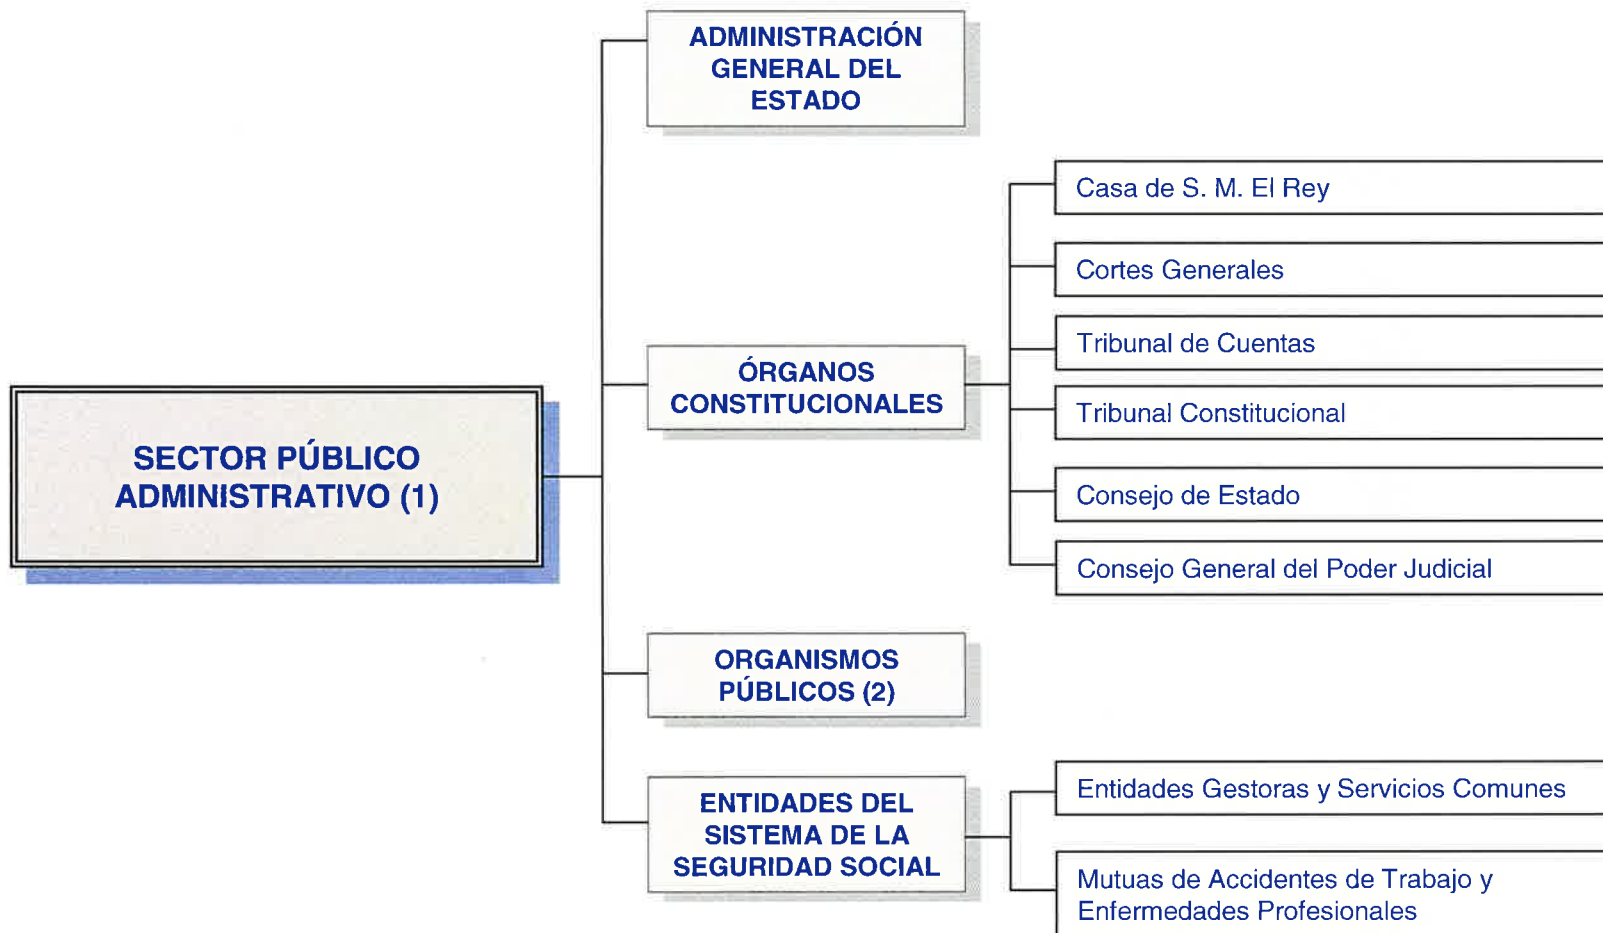 ADMINISTRACIÓN
GENERAL DEL
ESTADO
Casa de S. M. El Rey
Cortes Generales
Tribunal de Cuentas
ÓRGANOS
CONSTITUCIONALES
Tribunal Constitucional
SECTOR PÚBLICO
ADMINISTRATIVO (1)
Consejo de Estado
Consejo General del Poder Judicial
ORGANISMOS
PÚBLICOS (2)
ENTIDADES DEL
SISTEMA DE LA
SEGURIDAD SOCIAL
Entidades Gestoras y Servicios Comunes
Mutuas de Accidentes de Trabajo y
Enfermedades Profesionales